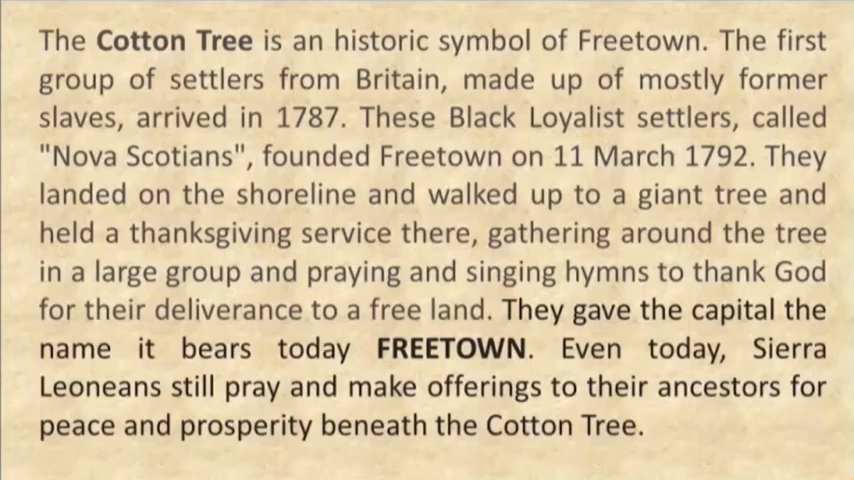 The Cotton Tree is an historic symbol of Freetown. The first
group of settlers from Britain, made up of mostly former
slaves, arrived in 1787. These Black Loyalist settlers, called
"Nova Scotians", founded Freetown on 11 March 1792. They
landed on the shoreline and walked up to a giant tree and
held a thanksgiving service there, gathering around the tree
in a large group and praying and singing hymns to thank God
for their deliverance to a free land. They gave the capital the
name it bears today FREETOWN. Even today, Sierra
Leoneans still pray and make offerings to their ancestors for
peace and prosperity beneath the Cotton Tree.